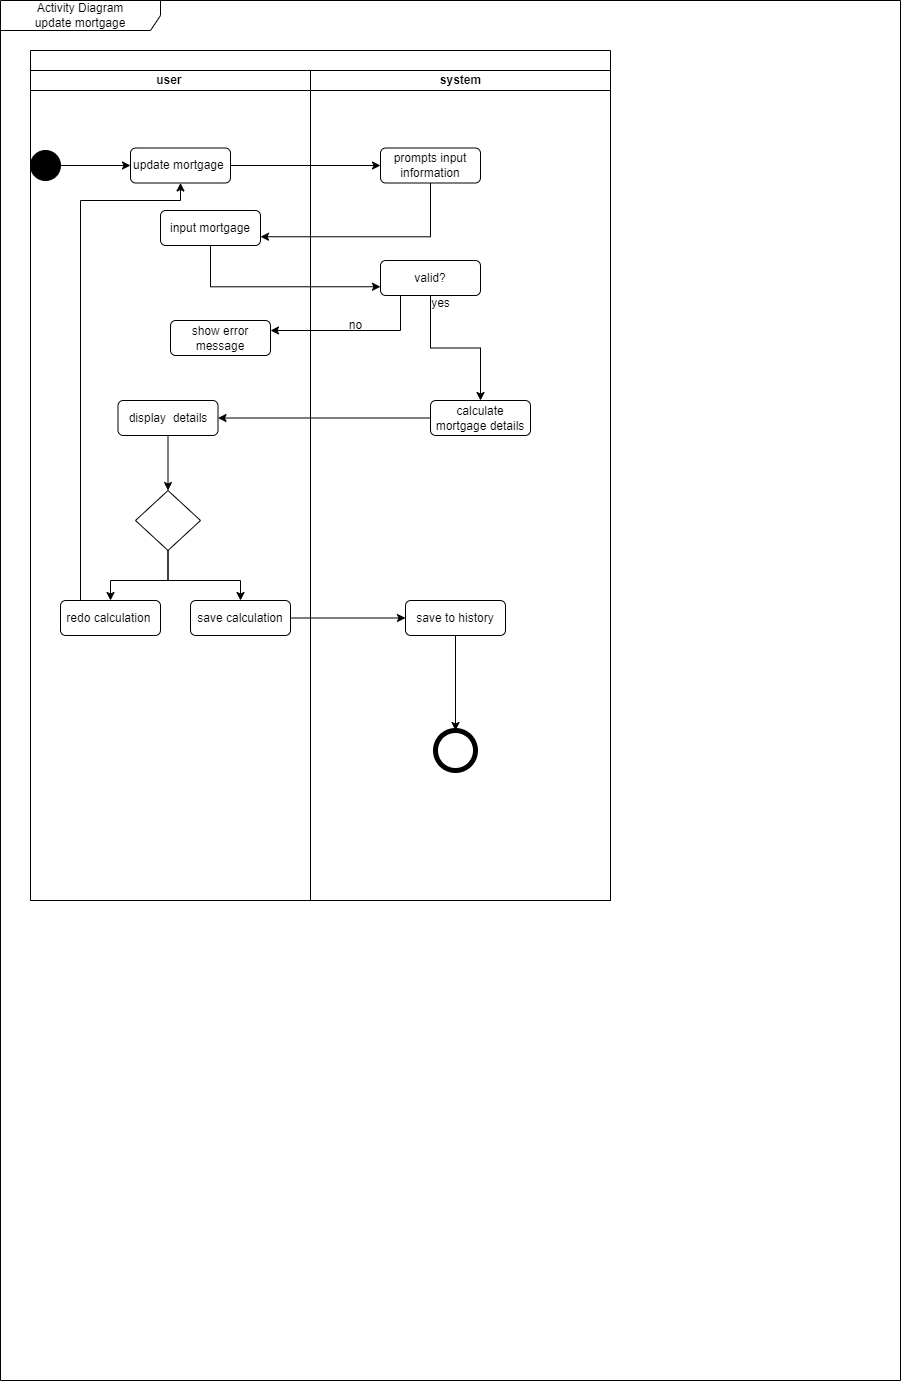 Activity Diagram
update mortgage
user
system
update mortgage
prompts input
information
input mortgage
valid?
yes
no
show error
message
display  details
calculate
mortgage details
redo calculation
save calculation
save to history